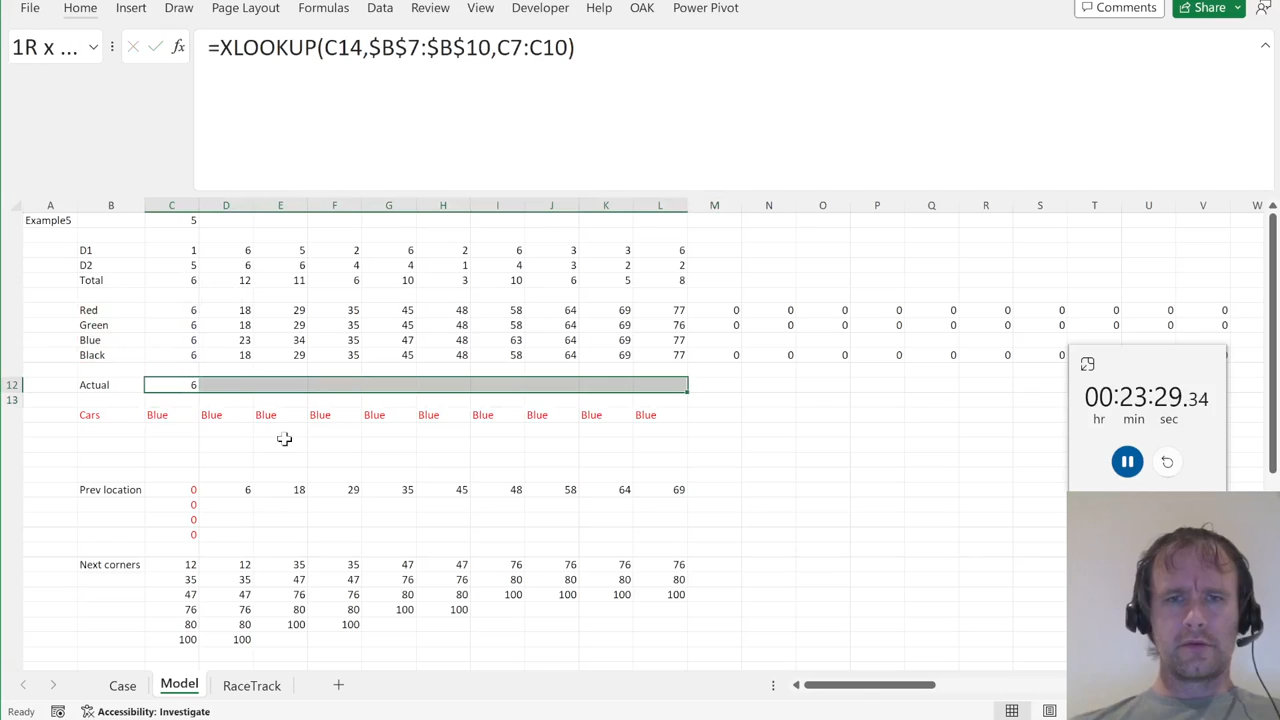 File Home Insert Draw Page Layout Formulas Data Review View Developer Help OAK Power Pivot Comments Share
1R x ... fx =XLOOKUP(C14,$B$7:$B$10,C7:C10)
A B C D E F G H I J K L M N O P Q R S T U V W
Example5 5
D1 1 6 5 2 6 2 6 3 3 6
D2 5 6 6 4 4 1 4 3 2 2
Total 6 12 11 6 10 3 10 6 5 8
Red 6 18 29 35 45 48 58 64 69 77 0 0 0 0 0 0 0 0 0 0
Green 6 18 29 35 45 48 58 64 69 76 0 0 0 0 0 0 0 0 0 0
Blue 6 23 34 35 45 48 63 64 69 77
Black 6 18 29 35 45 48 58 64 69 77 0 0 0 0 0 0 0
12 Actual 6
13
Cars Blue Blue Blue Blue Blue Blue Blue Blue Blue Blue
Prev location 0 6 18 29 35 45 48 58 64 69
0
0
0
Next corners 12 12 35 35 47 47 76 76 76 76
35 35 47 47 76 76 80 80 80 80
47 47 76 76 80 80 100 100 100 100
76 76 80 80 100 100
80 80 100 100
100 100
00:23:29.34
hr min sec
Case Model RaceTrack
Ready Accessibility: Investigate